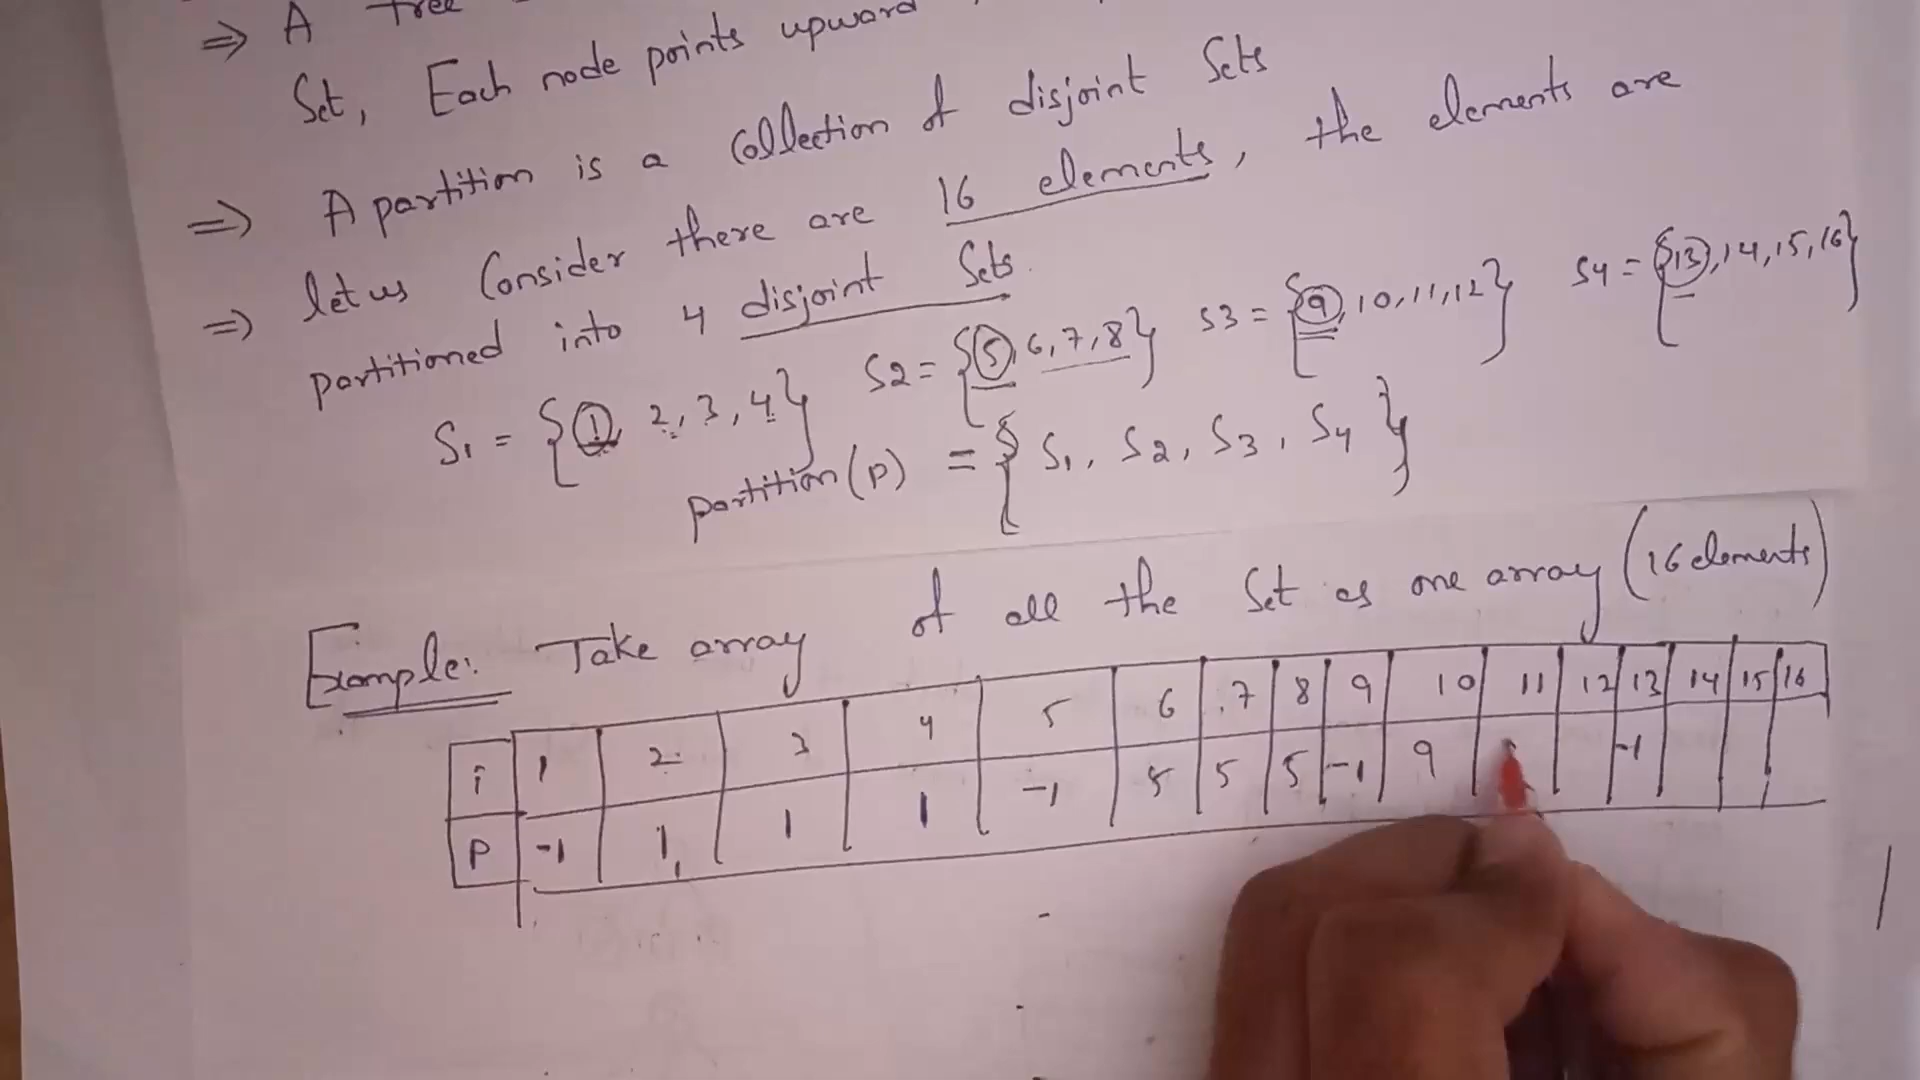 ⇒ A Tree
Set, Each node points upward
⇒ A partition is a collection of disjoint sets
⇒ let us Consider there are 16 elements, the elements are
partitioned into 4 disjoint Sets.
S1 = {1, 2, 3, 4} S2 = {5, 6, 7, 8} S3 = {9, 10, 11, 12} S4 = {13, 14, 15, 16}
partition (p) = {S1, S2, S3, S4}
Example: Take array of all the Set as one array (16 elements)
i 1 2 3 4 5 6 7 8 9 10 11 12 13 14 15 16
P -1 1 1 1 -1 5 5 5 -1 9 -1